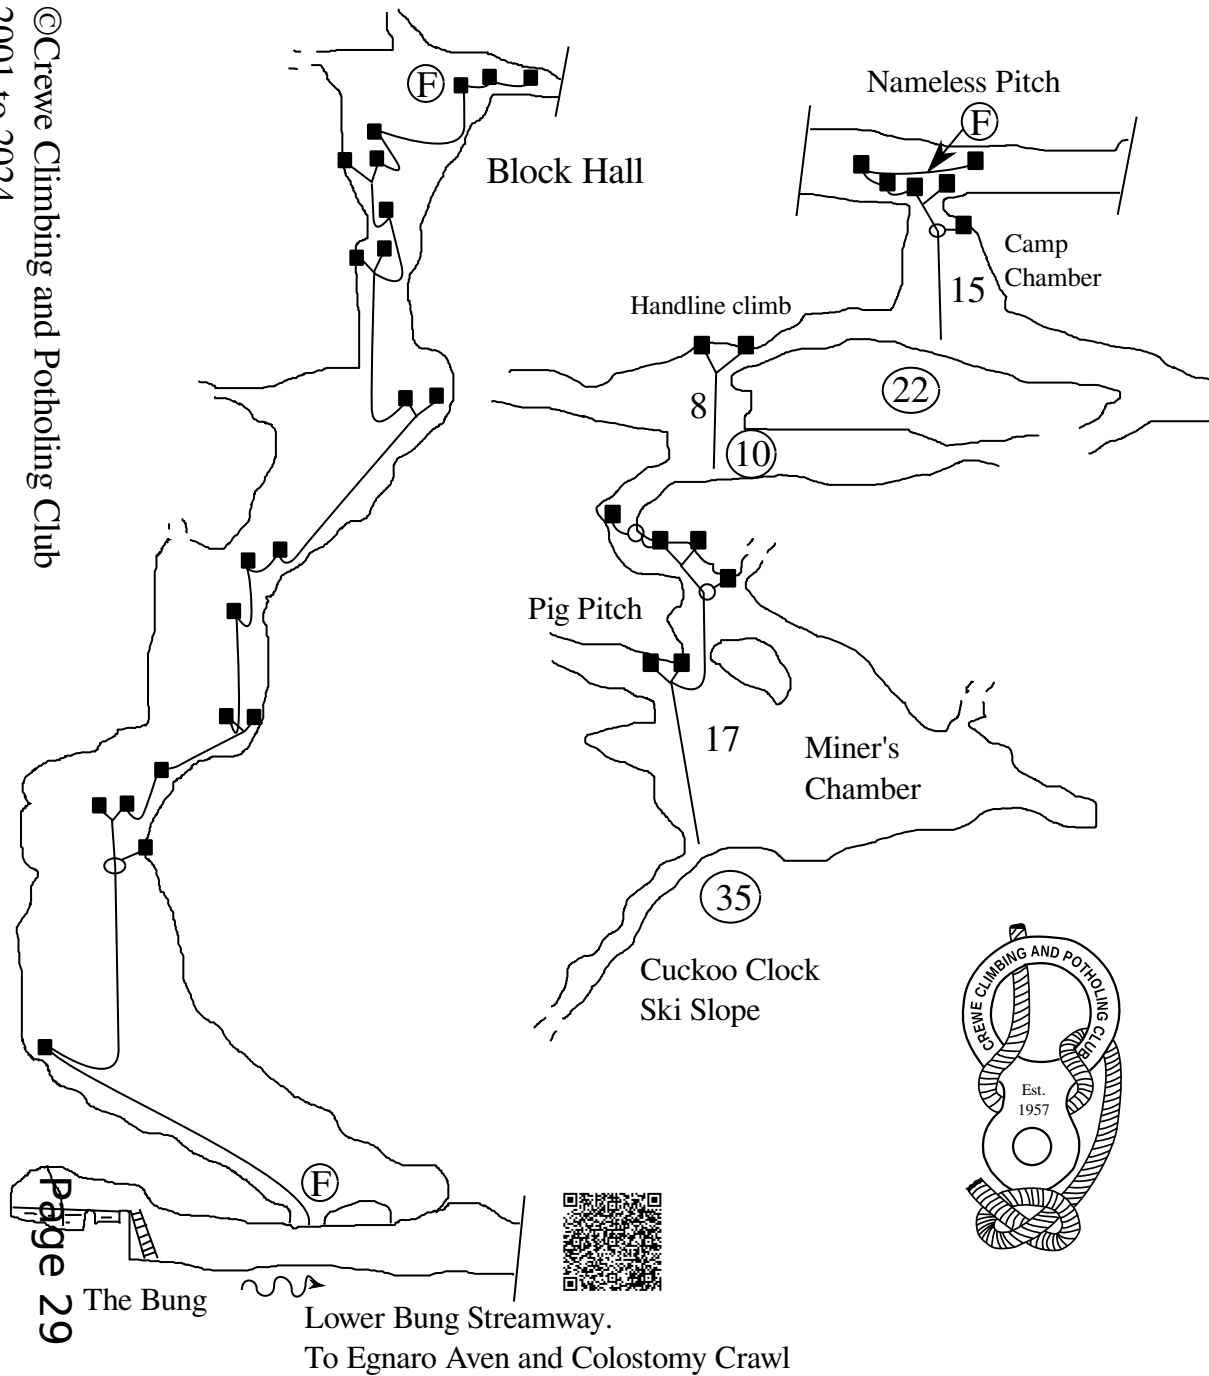 ©Crewe Climbing and Potholing Club
2001 to 2024
F
Block Hall
Nameless Pitch
F
Camp
Chamber
15
Handline climb
8
22
10
Pig Pitch
17
Miner's
Chamber
35
Cuckoo Clock
Ski Slope
CREWE CLIMBING AND POTHOLING CLUB
Est.
1957
F
Page 29
The Bung
Lower Bung Streamway.
To Egnaro Aven and Colostomy Crawl